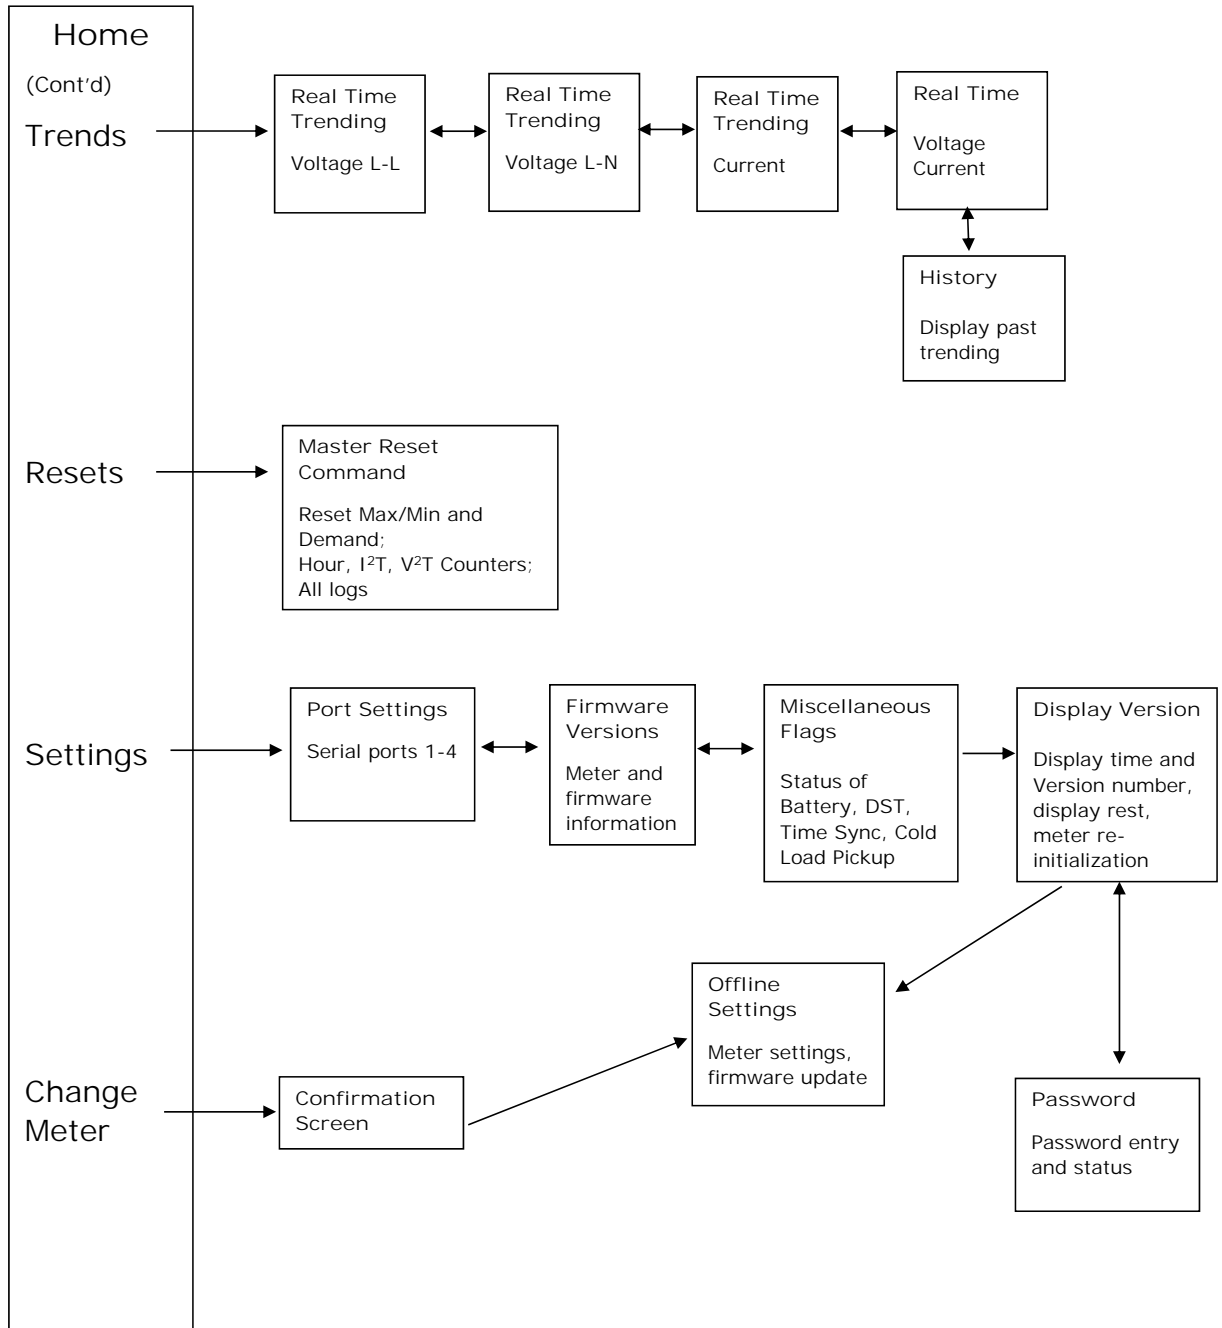 Home
(Cont'd)
Trends
Real Time
Trending
Voltage L-L
Real Time
Trending
Voltage L-N
Real Time
Trending
Current
Real Time
Voltage
Current
History
Display past
trending
Resets
Master Reset
Command
Reset Max/Min and
Demand;
Hour, I²T, V²T Counters;
All logs
Settings
Port Settings
Serial ports 1-4
Firmware
Versions
Meter and
firmware
information
Miscellaneous
Flags
Status of
Battery, DST,
Time Sync, Cold
Load Pickup
Display Version
Display time and
Version number,
display rest,
meter re-
initialization
Offline
Settings
Meter settings,
firmware update
Change
Meter
Confirmation
Screen
Password
Password entry
and status